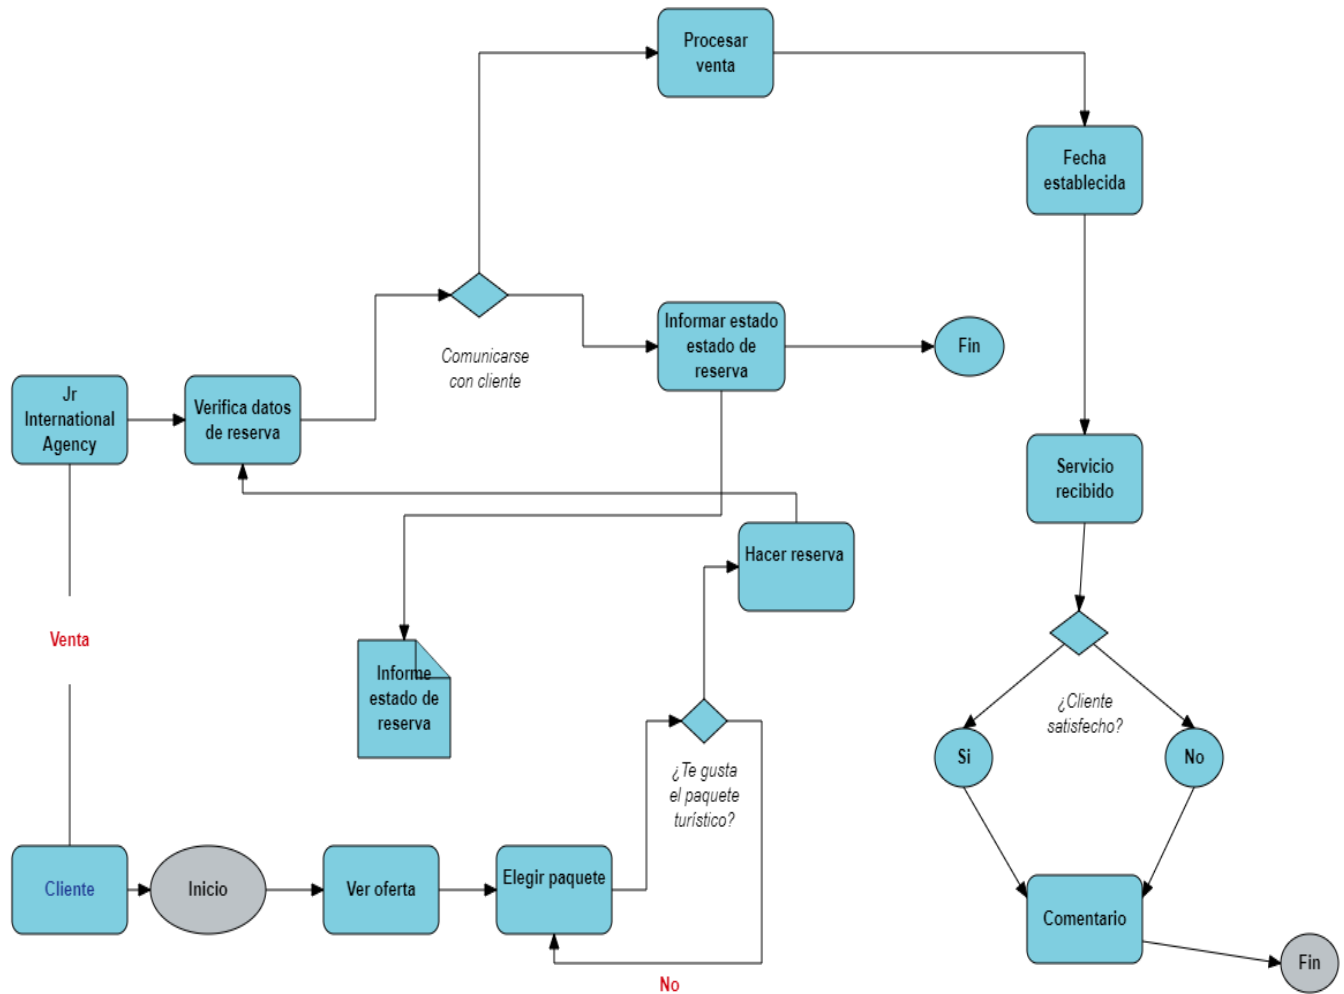 Procesar
venta
Fecha
establecida
Informar estado
estado de
reserva
Fin
Comunicarse
con cliente
Jr
International
Agency
Verifica datos
de reserva
Servicio
recibido
Hacer reserva
Venta
Informe
estado de
reserva
¿Te gusta
el paquete
turístico?
¿Cliente
satisfecho?
Si
No
Cliente
Inicio
Ver oferta
Elegir paquete
Comentario
No
Fin